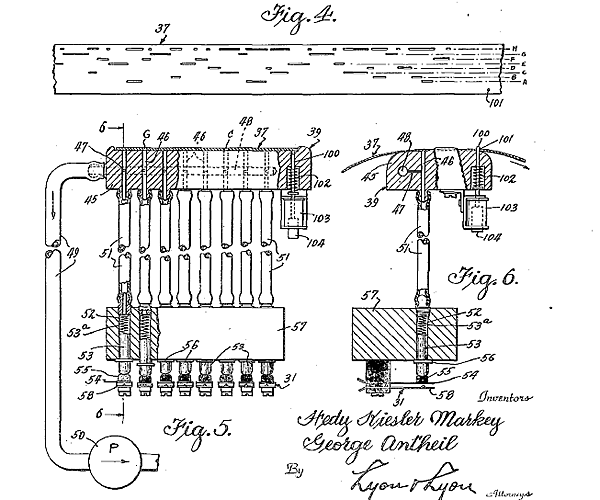 Fig. 4.
37
H
G
F
E
D
C
B
A
101
6
G
46
46
C
4B
37
39
47
100
102
45
103
104
49
51
51
52
53ª
53
57
55
54
58
56
53
31
6
Fig. 5.
50
P
37
48
100
101
45
46
102
39
47
103
104
51
Fig. 6.
57
52
53ª
53
56
55
54
58
31
Inventors
Hedy Kiesler Markey
George Antheil
By
Lyon & Lyon
Attorneys